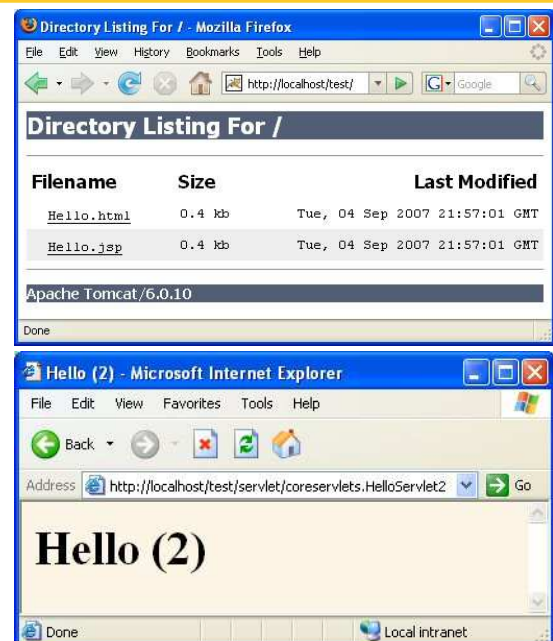 Directory Listing For / - Mozilla Firefox
File Edit View History Bookmarks Tools Help
http://localhost/test/ G Google
Directory Listing For /
Filename Size Last Modified
Hello.html 0.4 kb Tue, 04 Sep 2007 21:57:01 GMT
Hello.jsp 0.4 kb Tue, 04 Sep 2007 21:57:01 GMT
Apache Tomcat/6.0.10
Done
Hello (2) - Microsoft Internet Explorer
File Edit View Favorites Tools Help
Back
Address http://localhost/test/servlet/coreservlets.HelloServlet2 Go
Hello (2)
Done Local intranet